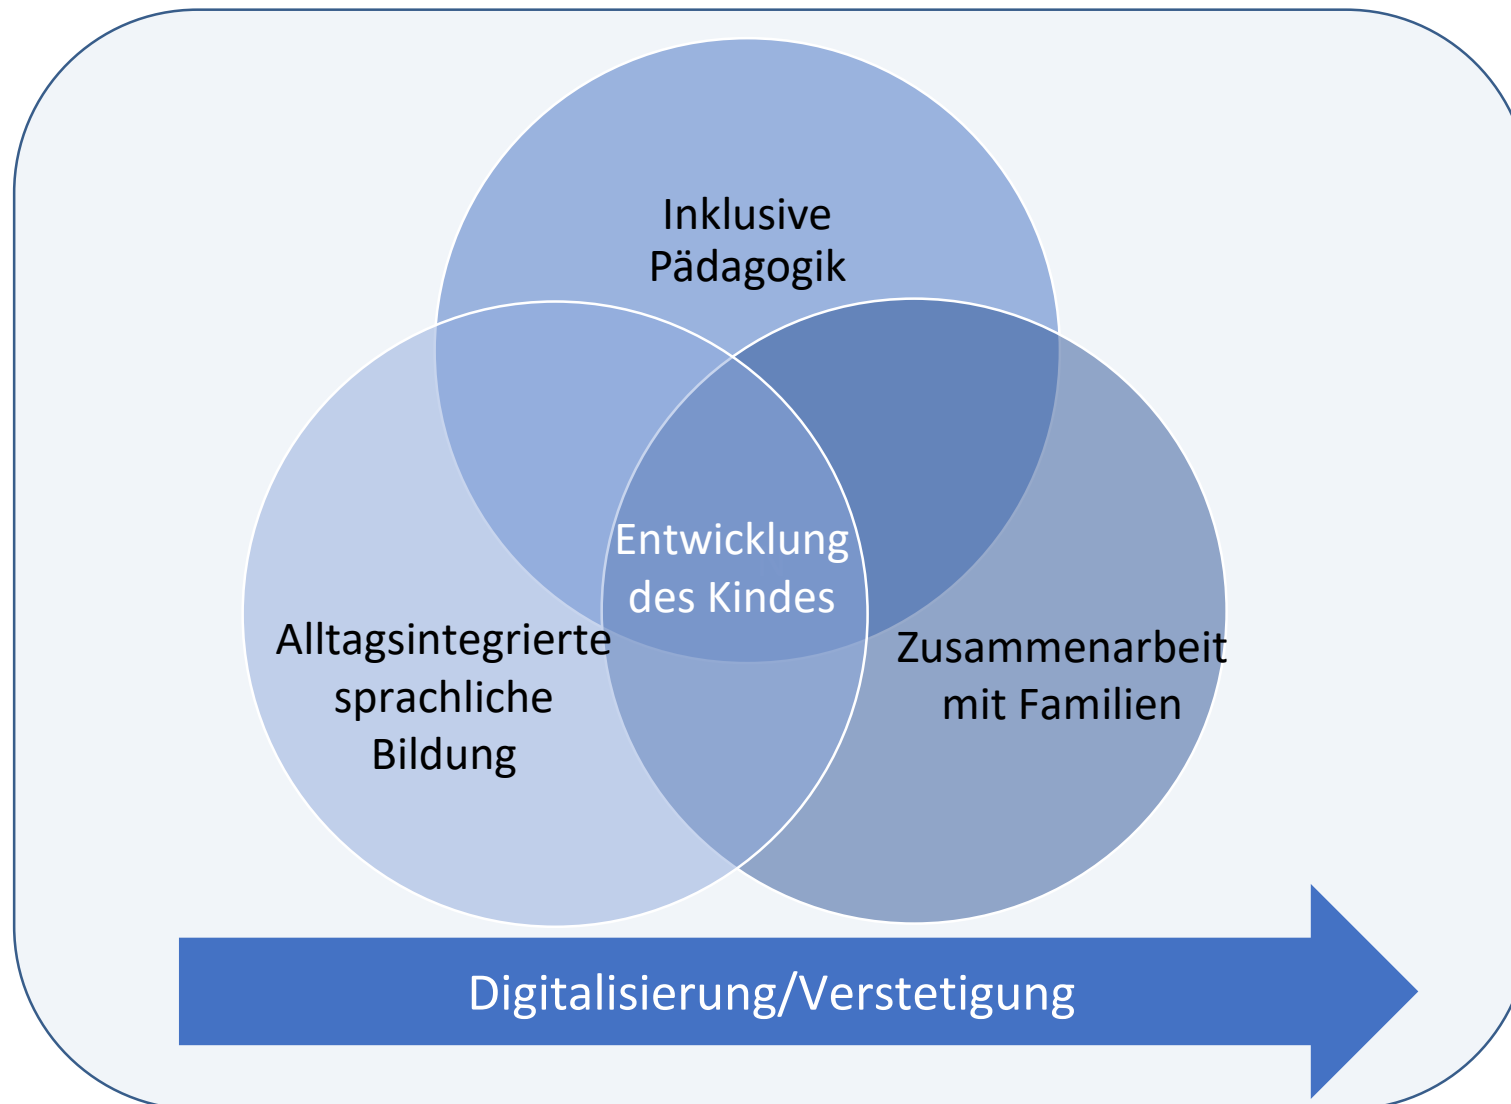 Inklusive
Pädagogik
Entwicklung
des Kindes
Alltagsintegrierte
sprachliche
Bildung
Zusammenarbeit
mit Familien
Digitalisierung/Verstetigung